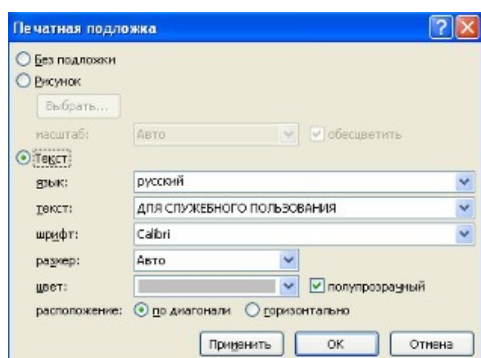 Печатная подложка
Без подложки
Рисунок
Выбрать...
масштаб: Авто обесцветить
Текст
язык: русский
текст: ДЛЯ СЛУЖЕБНОГО ПОЛЬЗОВАНИЯ
шрифт: Calibri
размер: Авто
цвет: полупрозрачный
расположение: по диагонали горизонтально
Применить ОК Отмена